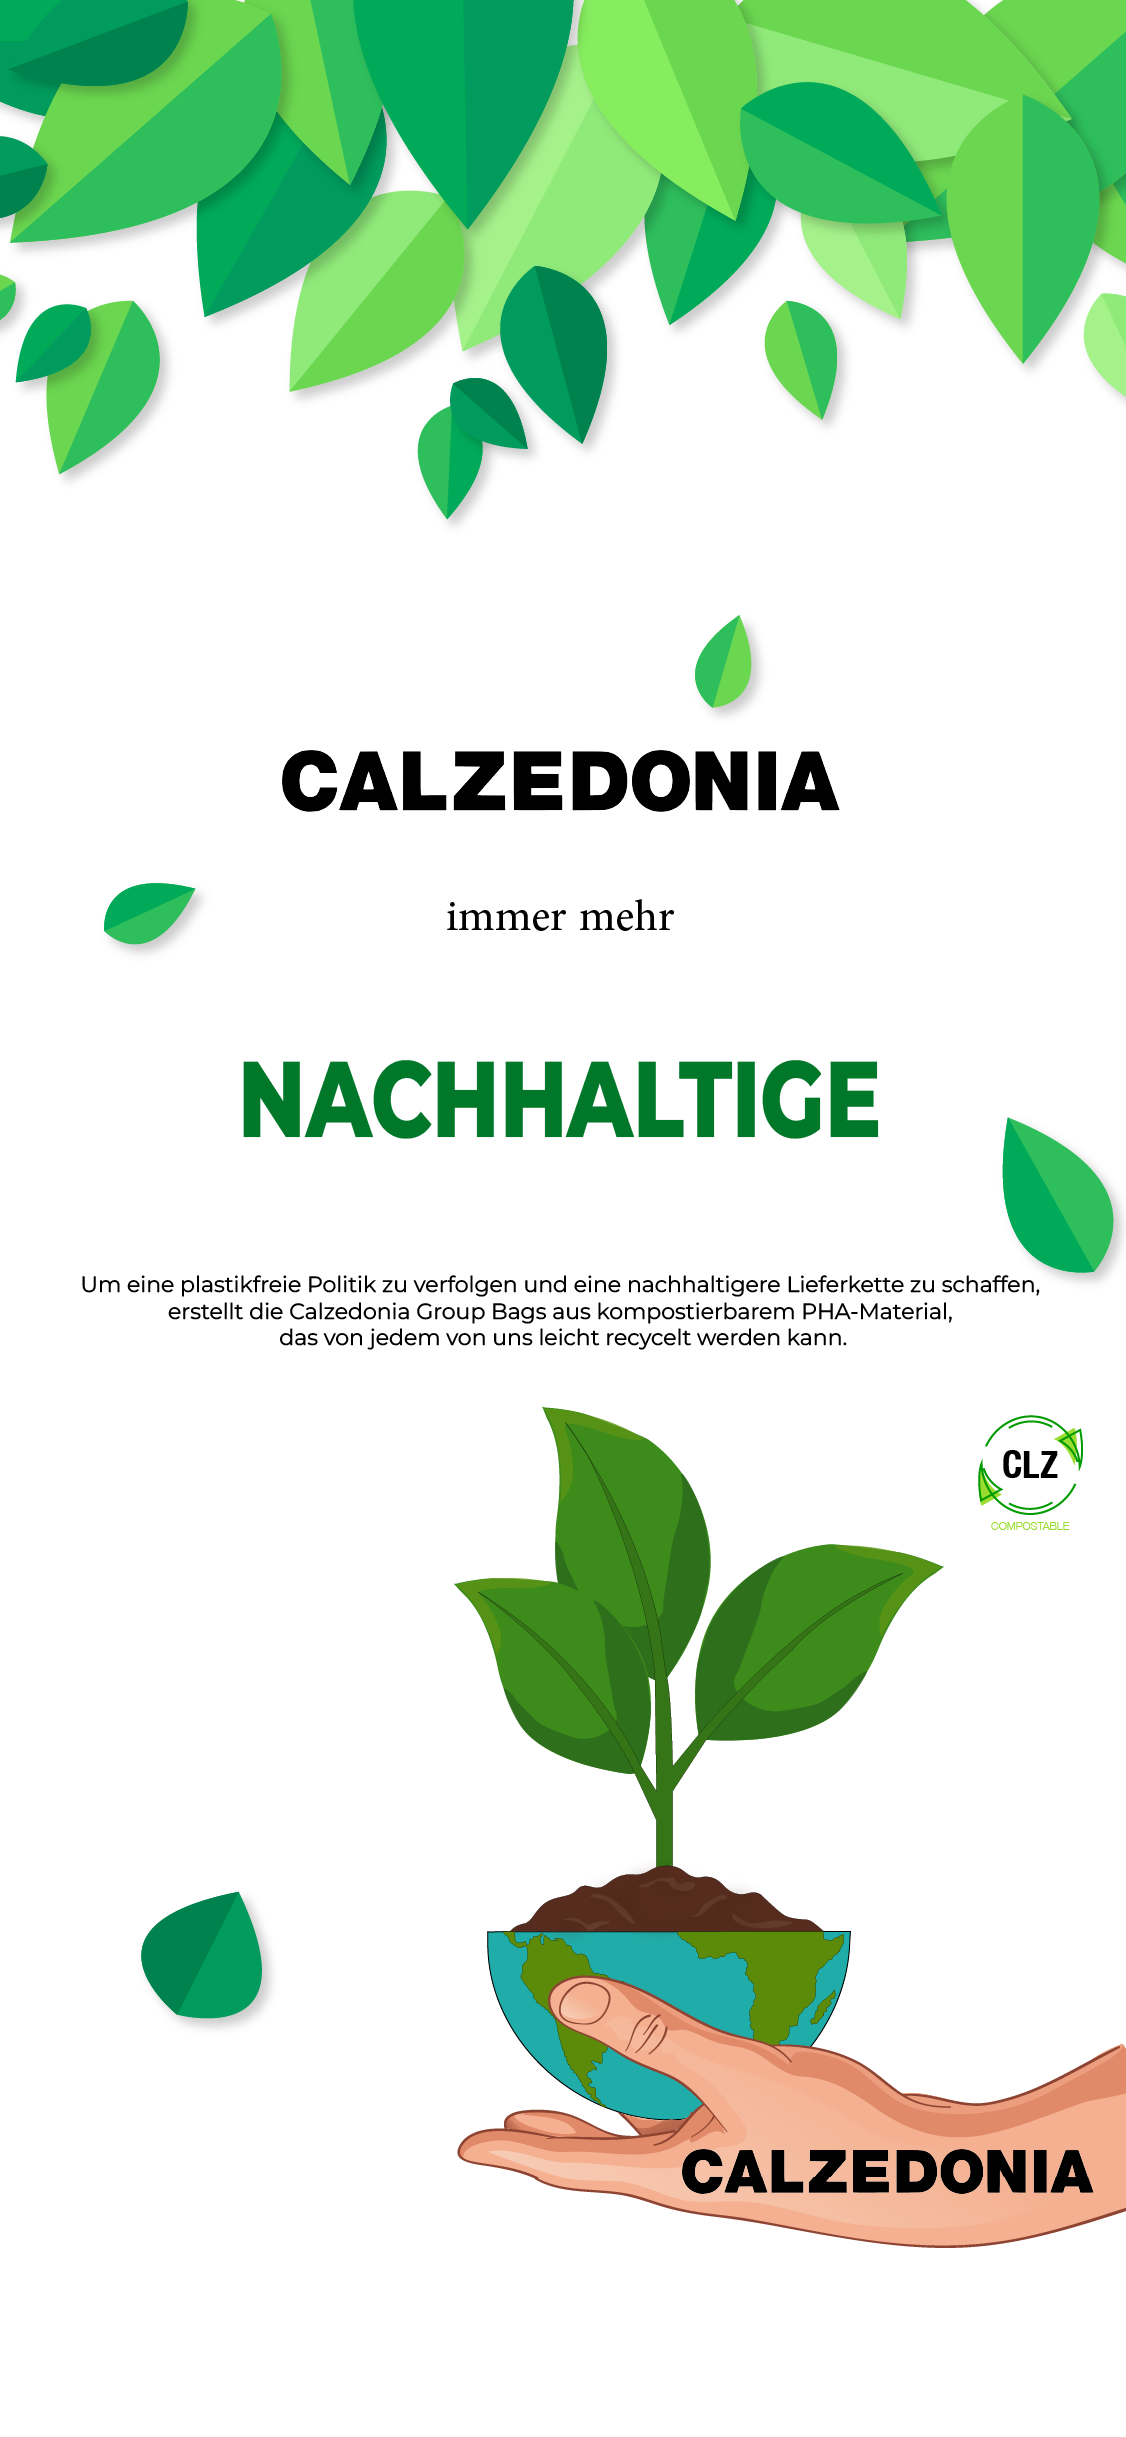 CALZEDONIA
immer mehr
NACHHALTIGE
Um eine plastikfreie Politik zu verfolgen und eine nachhaltigere Lieferkette zu schaffen,
erstellt die Calzedonia Group Bags aus kompostierbarem PHA-Material,
das von jedem von uns leicht recycelt werden kann.
CLZ
COMPOSTABLE
CALZEDONIA